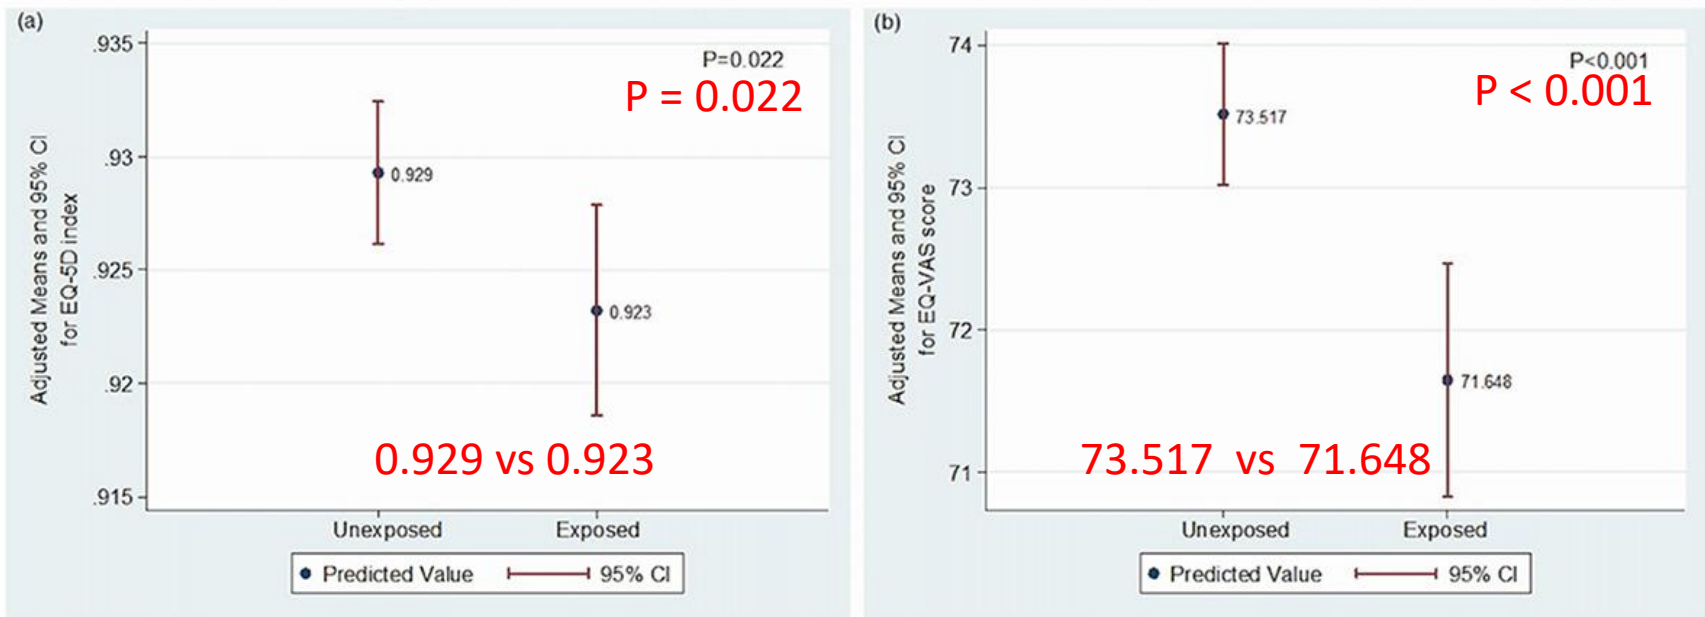 (a)
Adjusted Means and 95% CI
for EQ-5D index
.935
.93
.925
.92
.915
P=0.022
P = 0.022
0.929
0.923
0.929 vs 0.923
Unexposed
Exposed
Predicted Value
95% CI
(b)
Adjusted Means and 95% CI
for EQ-VAS score
74
73
72
71
P<0.001
P < 0.001
73.517
71.648
73.517 vs 71.648
Unexposed
Exposed
Predicted Value
95% CI